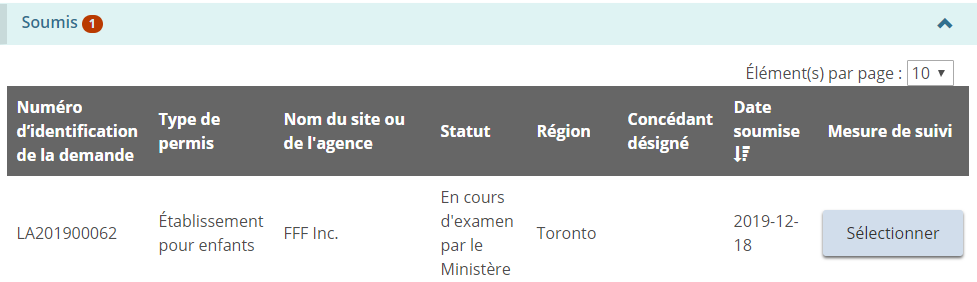 Soumis 1
Élément(s) par page : 10
Numéro d’identification de la demande
Type de permis
Nom du site ou de l'agence
Statut
Région
Concédant désigné
Date soumise
Mesure de suivi
LA201900062
Établissement pour enfants
FFF Inc.
En cours d'examen par le Ministère
Toronto
2019-12-18
Sélectionner